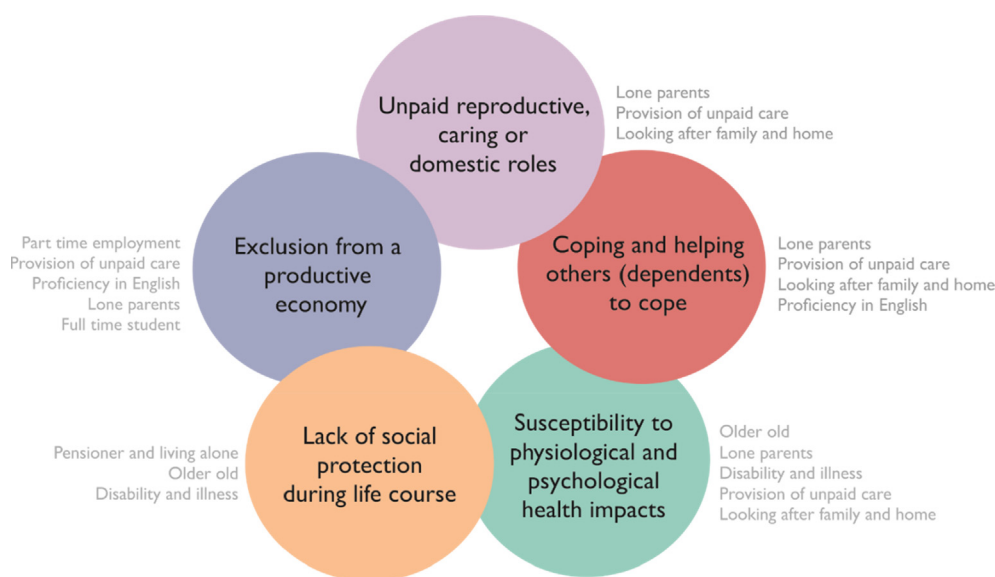 Unpaid reproductive,
caring or
domestic roles
Lone parents
Provision of unpaid care
Looking after family and home
Exclusion from a
productive
economy
Part time employment
Provision of unpaid care
Proficiency in English
Lone parents
Full time student
Coping and helping
others (dependents)
to cope
Lone parents
Provision of unpaid care
Looking after family and home
Proficiency in English
Lack of social
protection
during life course
Pensioner and living alone
Older old
Disability and illness
Susceptibility to
physiological and
psychological
health impacts
Older old
Lone parents
Disability and illness
Provision of unpaid care
Looking after family and home